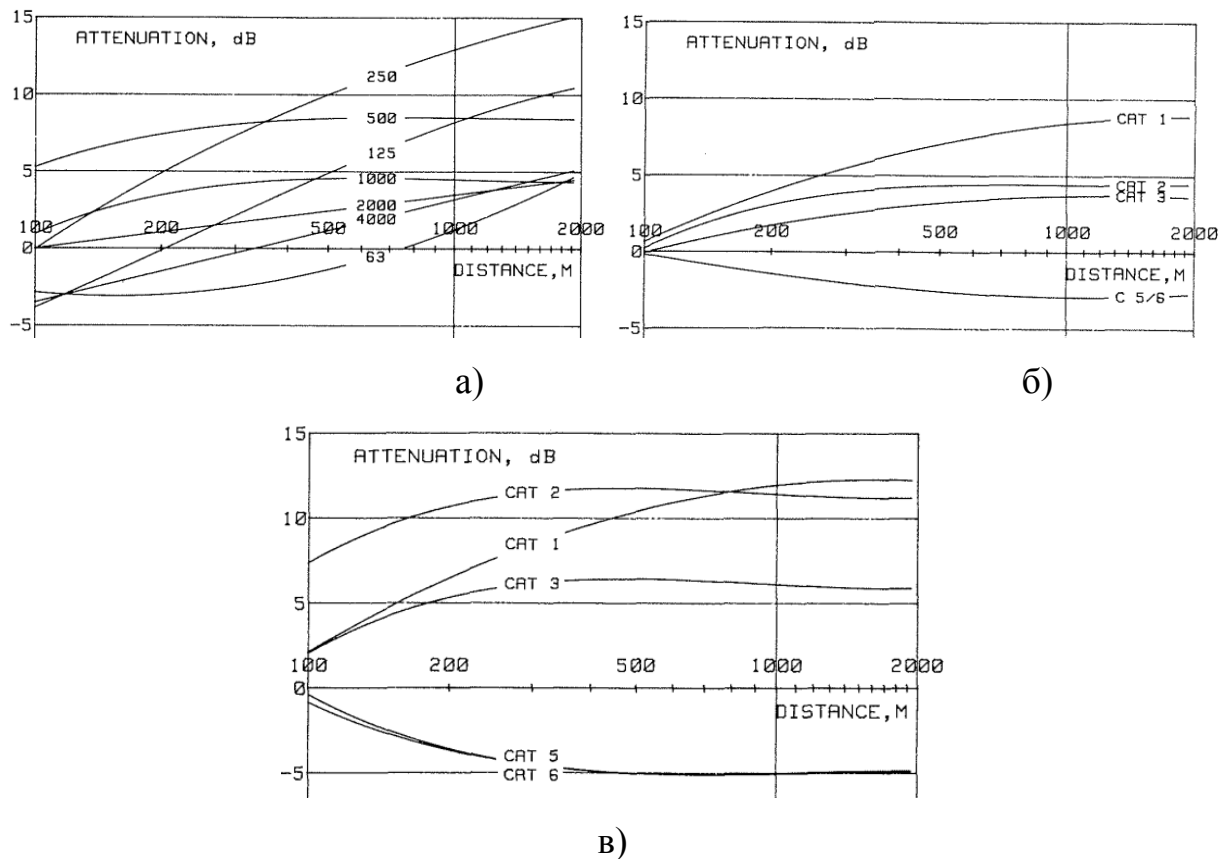 15
ATTENUATION, dB
250
10
500
125
5
1000
2000
4000
100
200
500
1000
2000
0
63
DISTANCE,M
-5
а)
15
ATTENUATION, dB
10
CAT 1
5
CAT 2
CAT 3
100
200
500
1000
2000
0
DISTANCE,M
C 5/6
-5
б)
15
ATTENUATION, dB
CAT 2
10
CAT 1
CAT 3
5
100
200
500
1000
2000
0
DISTANCE,M
CAT 5
-5
CAT 6
в)